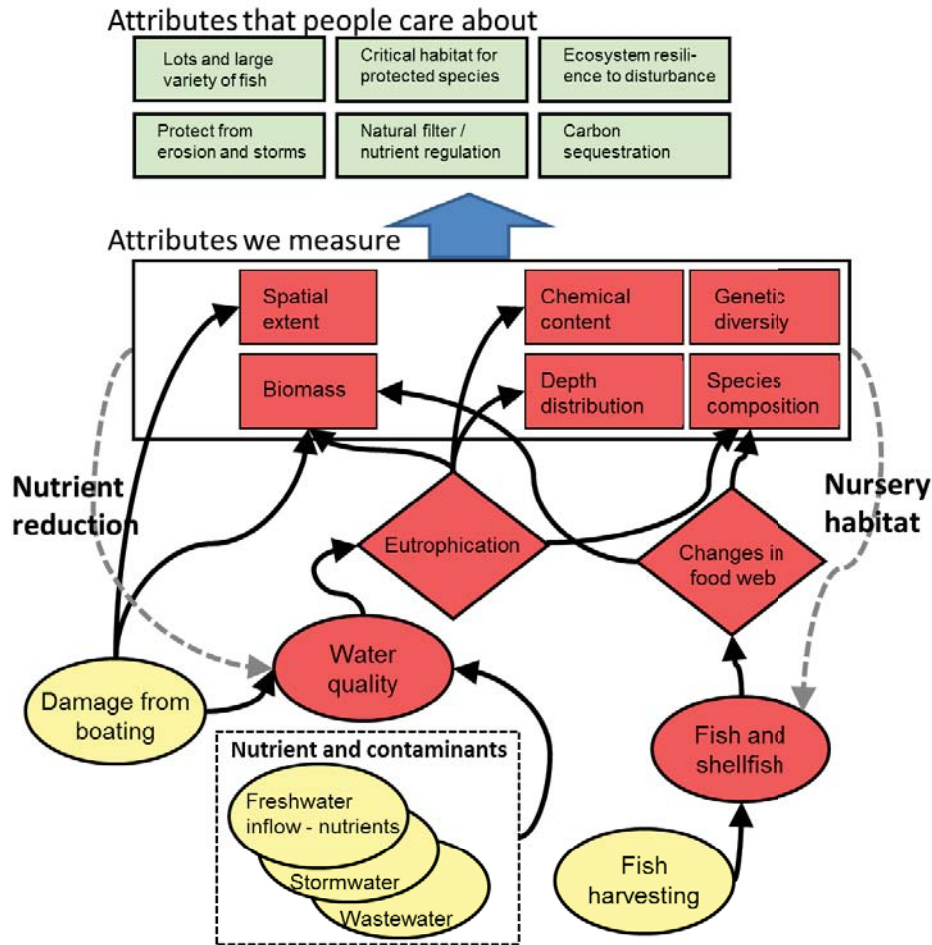 Attributes that people care about
Lots and large
variety of fish
Critical habitat for
protected species
Ecosystem resili-
ence to disturbance
Protect from
erosion and storms
Natural filter /
nutrient regulation
Carbon
sequestration
Attributes we measure
Spatial
extent
Chemical
content
Genetic
diversity
Biomass
Depth
distribution
Species
composition
Nutrient
reduction
Nursery
habitat
Eutrophication
Changes in
food web
Water
quality
Damage from
boating
Fish and
shellfish
Nutrient and contaminants
Freshwater
inflow - nutrients
Stormwater
Wastewater
Fish
harvesting